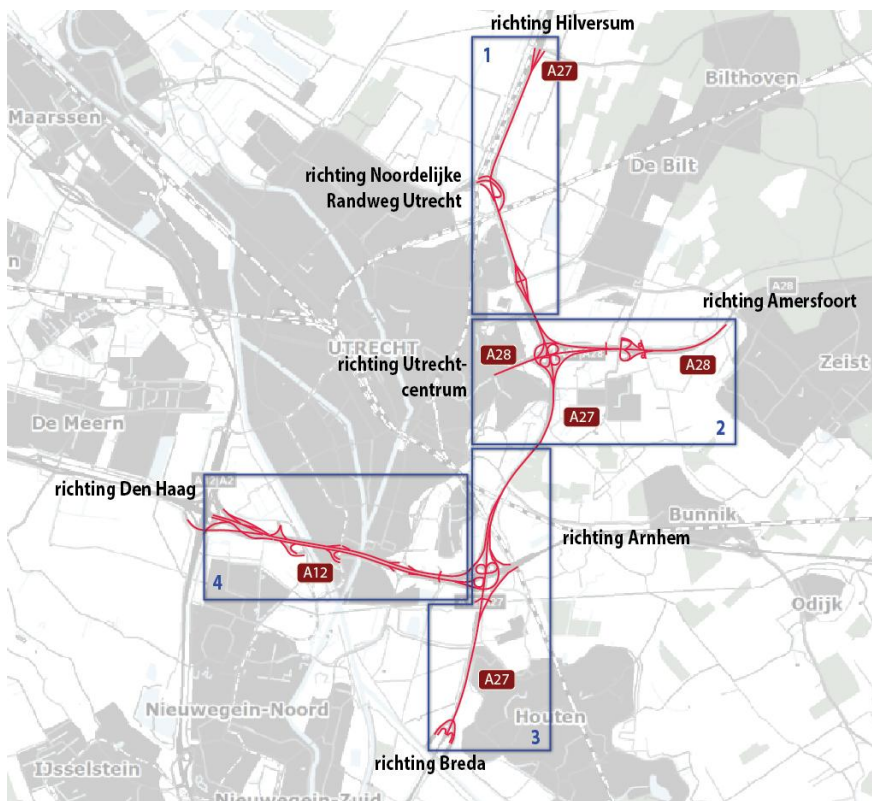 richting Hilversum
1
A27
Bilthoven
Maarssen
De Bilt
richting Noordelijke
Randweg Utrecht
A28
richting Amersfoort
UTRECHT
richting Utrecht-
centrum
A28
A28
Zeist
A27
De Meern
2
richting Den Haag
Bunnik
richting Arnhem
A12
4
Odijk
A27
Nieuwegein-Noord
Houten
3
richting Breda
IJsselstein
Nieuwegein-Zuid